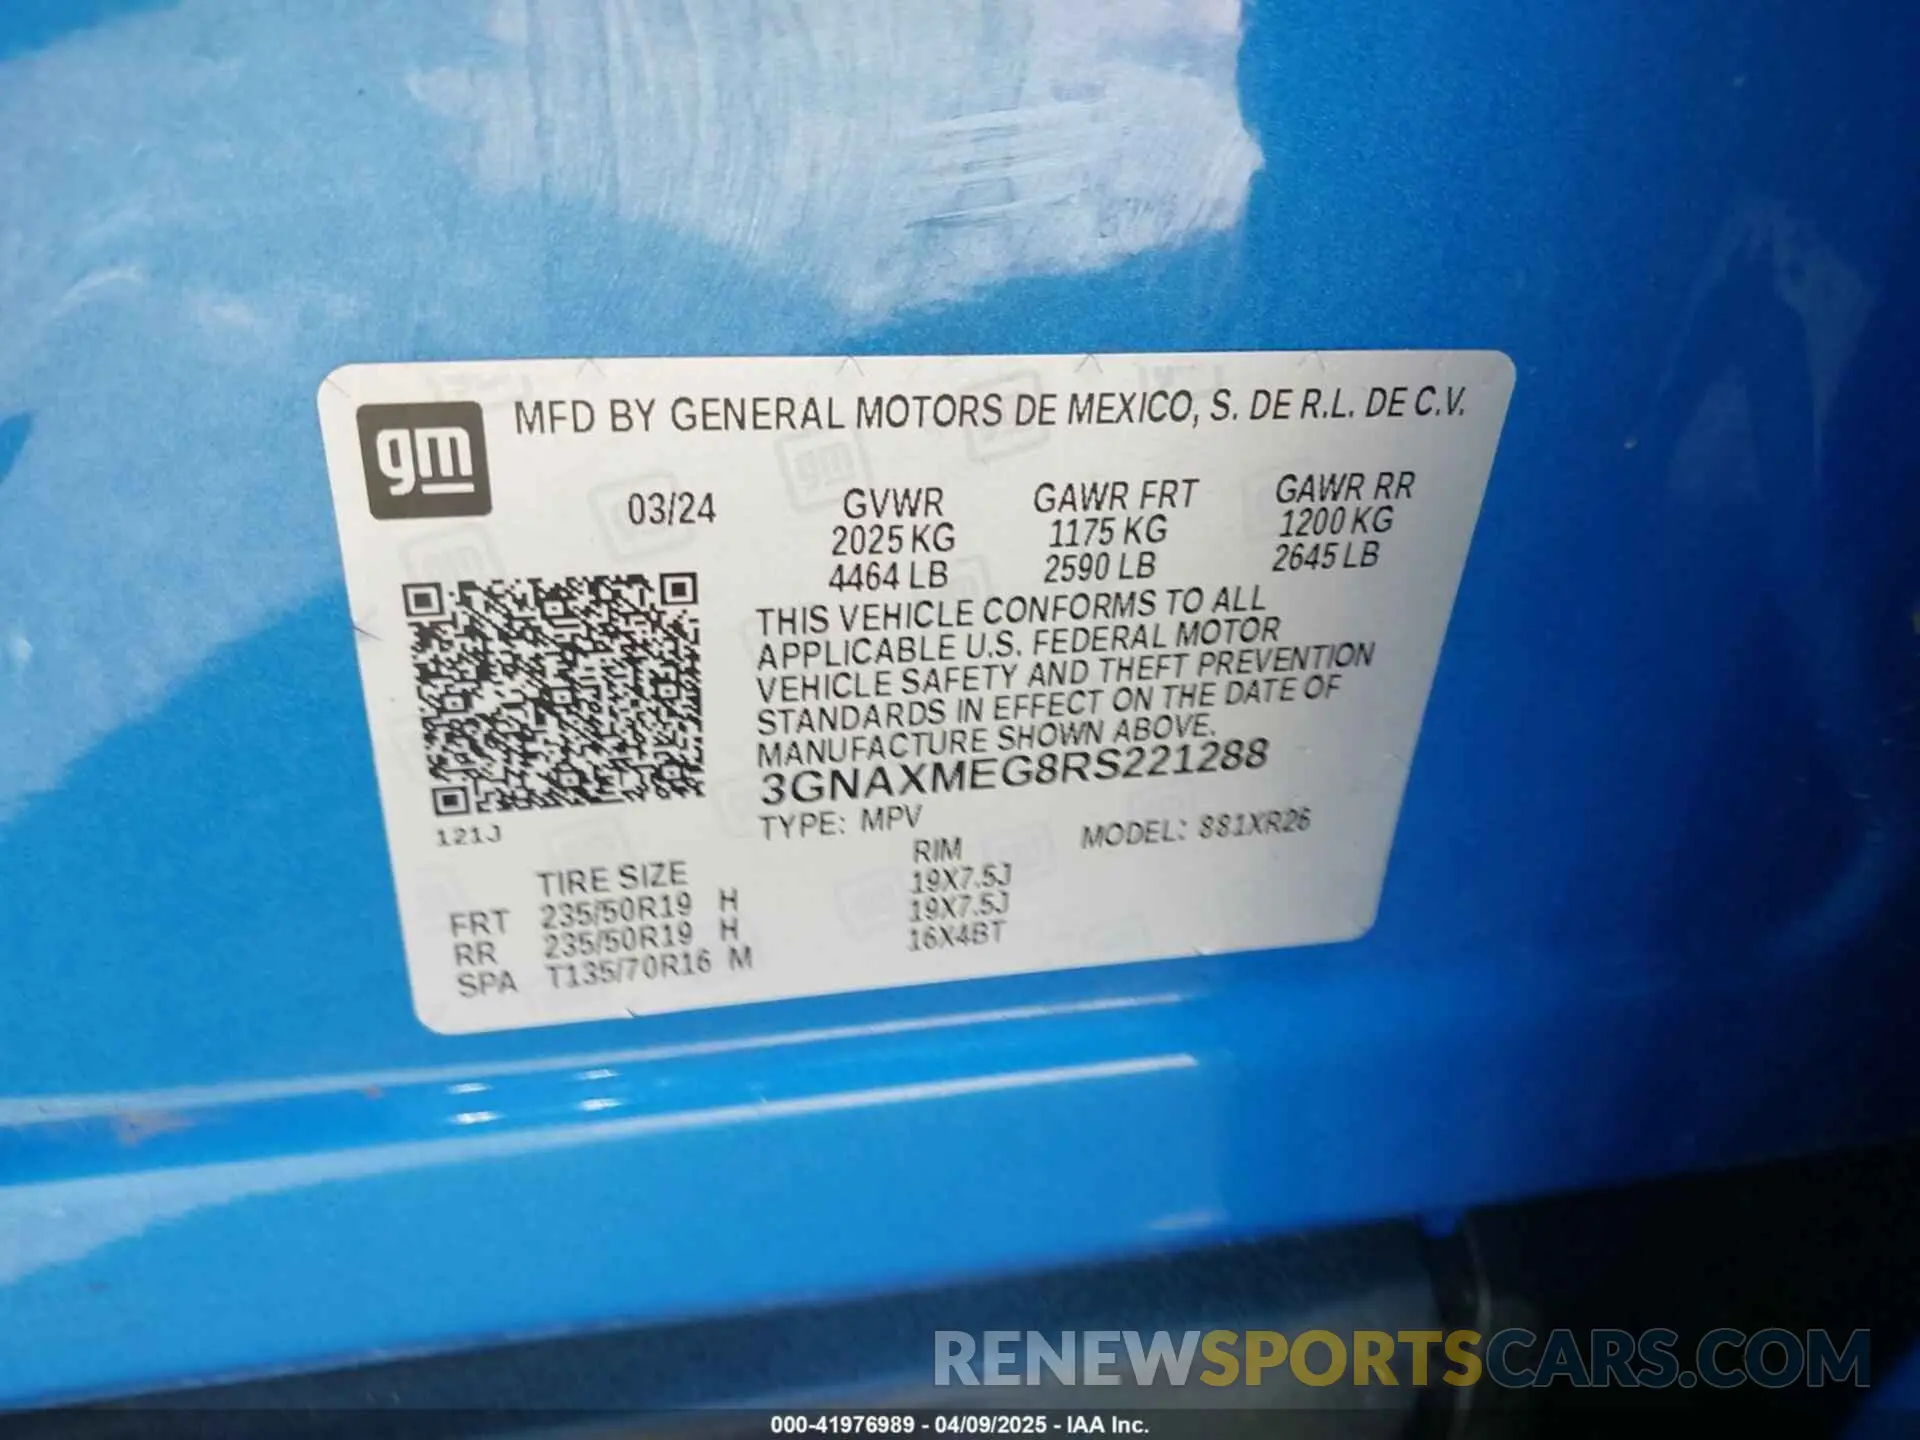 gm
MFD BY GENERAL MOTORS DE MEXICO, S. DE R.L. DE C.V.
03/24 GVWR GAWR FRT GAWR RR
2025 KG 1175 KG 1200 KG
4464 LB 2590 LB 2645 LB
THIS VEHICLE CONFORMS TO ALL
APPLICABLE U.S. FEDERAL MOTOR
VEHICLE SAFETY AND THEFT PREVENTION
STANDARDS IN EFFECT ON THE DATE OF
MANUFACTURE SHOWN ABOVE.
3GNAXMEG8RS221288
121J TYPE: MPV MODEL: 881XR26
TIRE SIZE RIM
FRT 235/50R19 H 19X7.5J
RR 235/50R19 H 19X7.5J
SPA T135/70R16 M 16X4BT
RENEWSPORTSCARS.COM
000-41976989 - 04/09/2025 - IAA Inc.